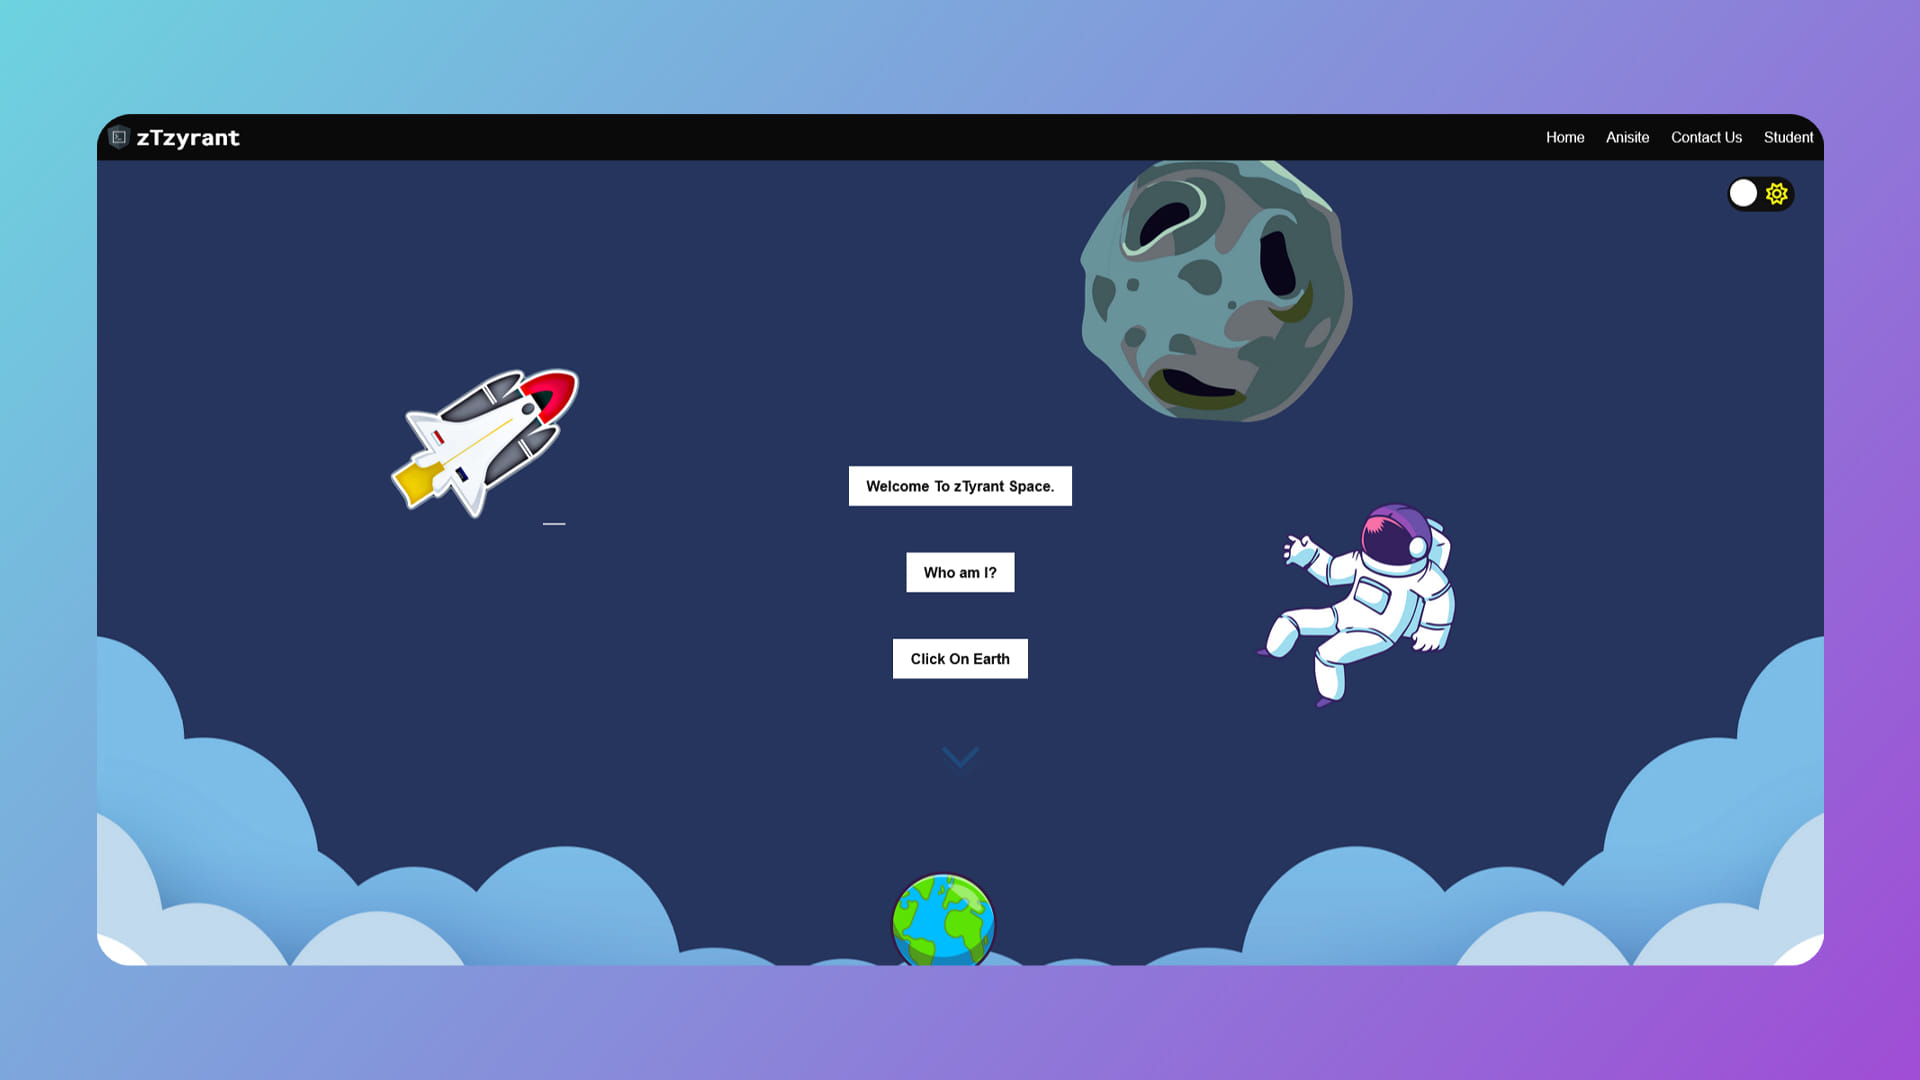 zTzyrant
Home Anisite Contact Us Student
Welcome To zTyrant Space.
Who am I?
Click On Earth